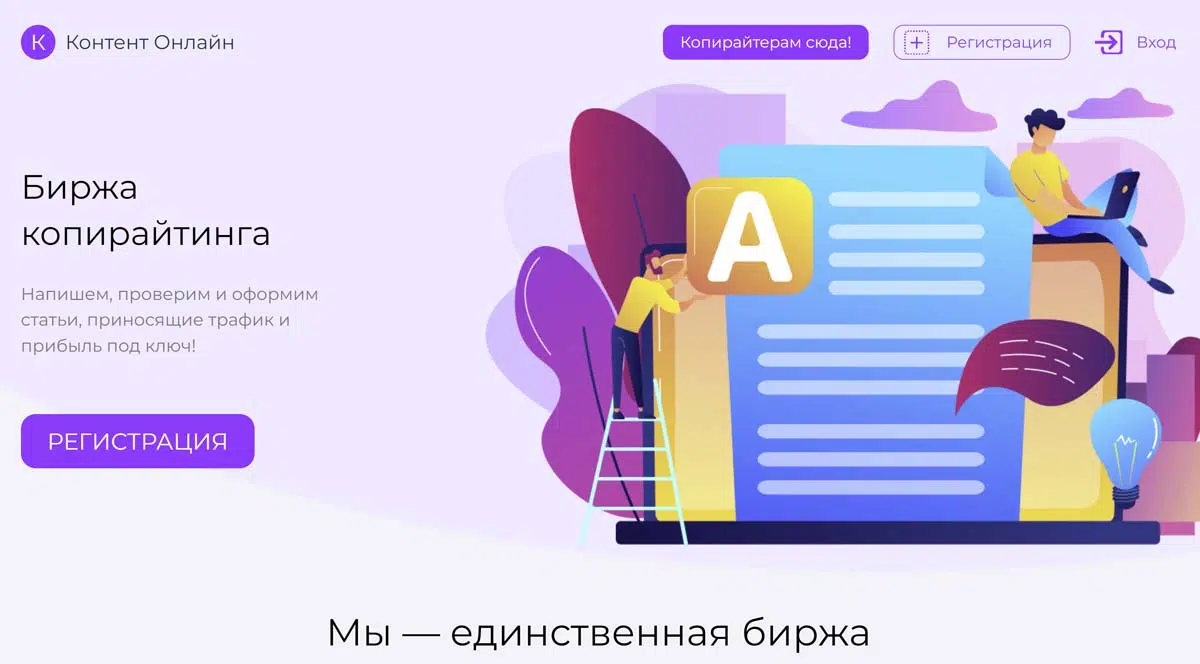 К Контент Онлайн
Копирайтерам сюда!
Регистрация
Вход
Биржа
копирайтинга
Напишем, проверим и оформим
статьи, приносящие трафик и
прибыль под ключ!
РЕГИСТРАЦИЯ
A
Мы — единственная биржа